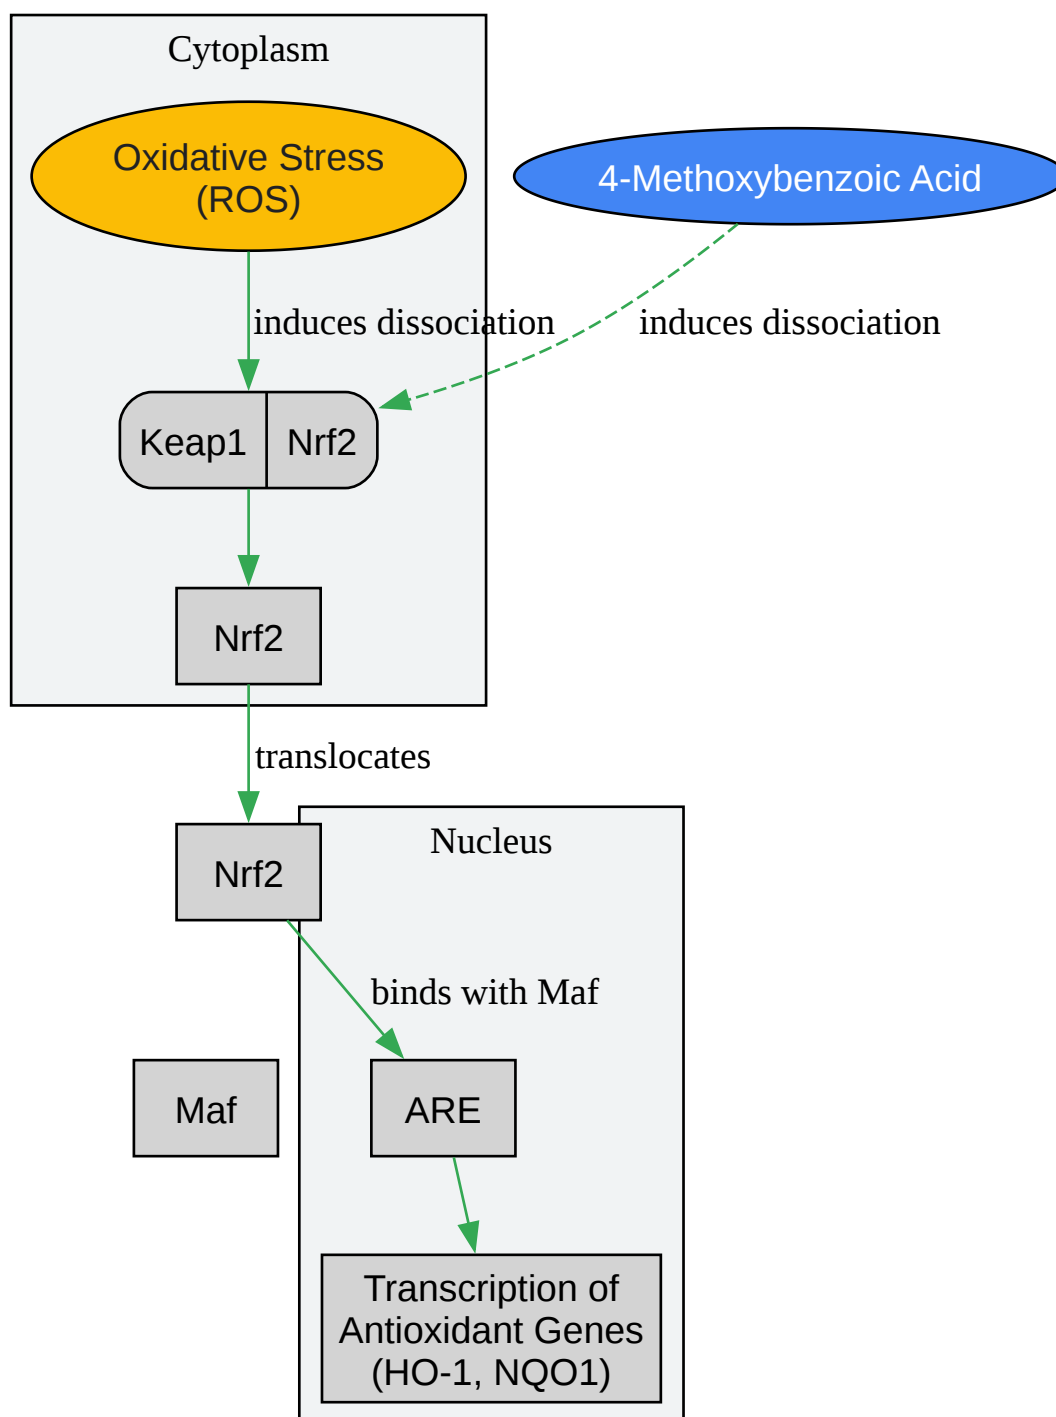 Cytoplasm
Oxidative Stress
(ROS)
4-Methoxybenzoic Acid
induces dissociation
induces dissociation
Keap1
Nrf2
Nrf2
translocates
Nucleus
Nrf2
binds with Maf
Maf
ARE
Transcription of
Antioxidant Genes
(HO-1, NQO1)